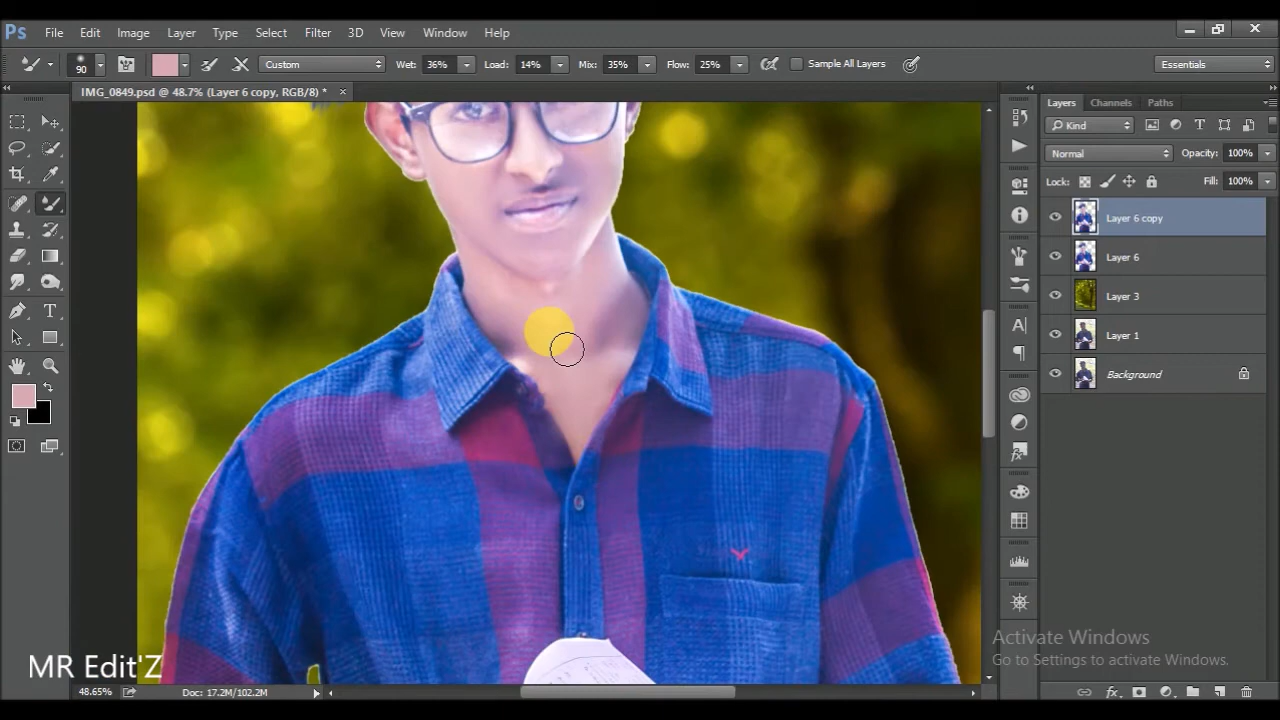 Ps File Edit Image Layer Type Select Filter 3D View Window Help
90 Custom Wet: 36% Load: 14% Mix: 35% Flow: 25% Sample All Layers Essentials
IMG_0849.psd @ 48.7% (Layer 6 copy, RGB/8) * ×
Layers Channels Paths
Kind
Normal Opacity: 100%
Lock: Fill: 100%
Layer 6 copy
Layer 6
Layer 3
Layer 1
Background
Activate Windows
Go to Settings to activate Windows.
MR Edit'Z
48.65% Doc: 17.2M/102.2M